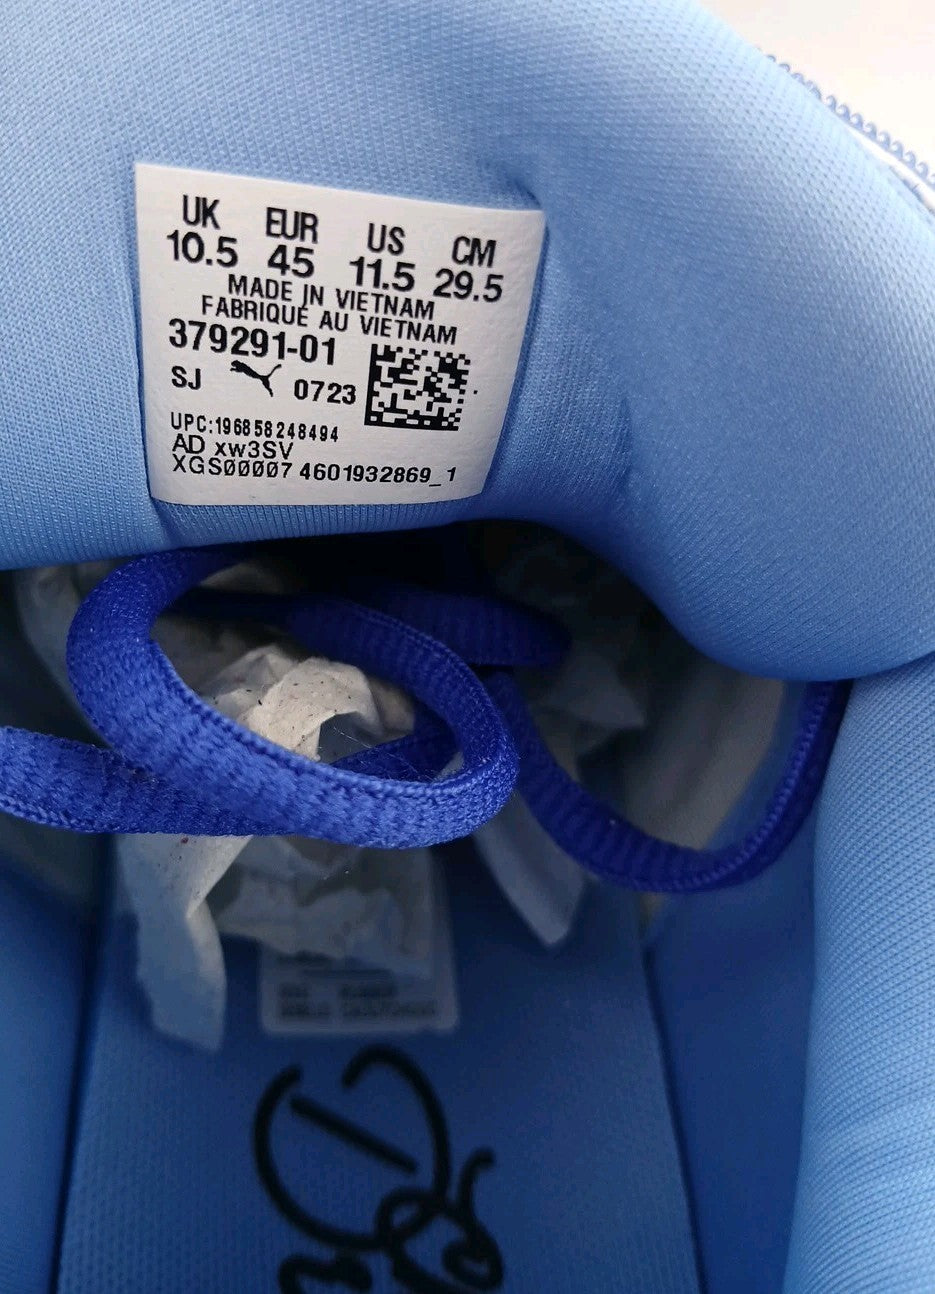 UK EUR US CM
10.5 45 11.5 29.5
MADE IN VIETNAM
FABRIQUÉ AU VIETNAM
379291-01
SJ 0723
UPC:196858248494
AD xw3SV
XGS00007 4601932869_1